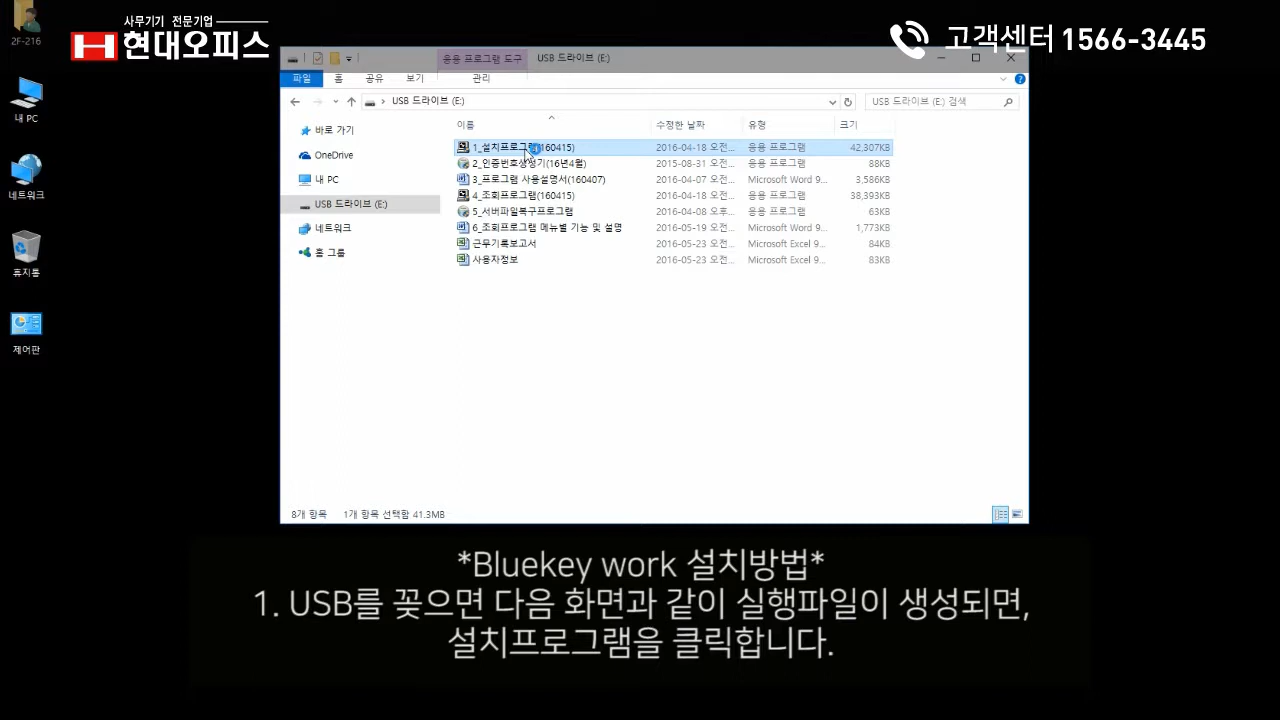 사무기기 전문기업
현대오피스
고객센터 1566-3445
2F-216
내 PC
네트워크
휴지통
제어판
응용 프로그램 도구
USB 드라이브 (E:)
파일
홈
공유
보기
관리
USB 드라이브 (E:)
USB 드라이브 (E:) 검색
바로 가기
OneDrive
내 PC
USB 드라이브 (E:)
네트워크
홈 그룹
이름 수정한 날짜 유형 크기
1_설치프로그램(160415) 2016-04-18 오전... 응용 프로그램 42,307KB
2_인증번호생성기(16년4월) 2015-08-31 오전... 응용 프로그램 88KB
3_프로그램 사용설명서(160407) 2016-04-07 오전... Microsoft Word 9... 3,586KB
4_조회프로그램(160415) 2016-04-18 오전... 응용 프로그램 38,393KB
5_서버파일복구프로그램 2016-04-08 오후... 응용 프로그램 63KB
6_조회프로그램 메뉴별 기능 및 설명 2016-05-19 오전... Microsoft Word 9... 1,773KB
근무기록보고서 2016-05-23 오전... Microsoft Excel 9... 84KB
사용자정보 2016-05-23 오전... Microsoft Excel 9... 83KB
8개 항목 1개 항목 선택함 41.3MB
*Bluekey work 설치방법*
1. USB를 꽂으면 다음 화면과 같이 실행파일이 생성되면,
설치프로그램을 클릭합니다.